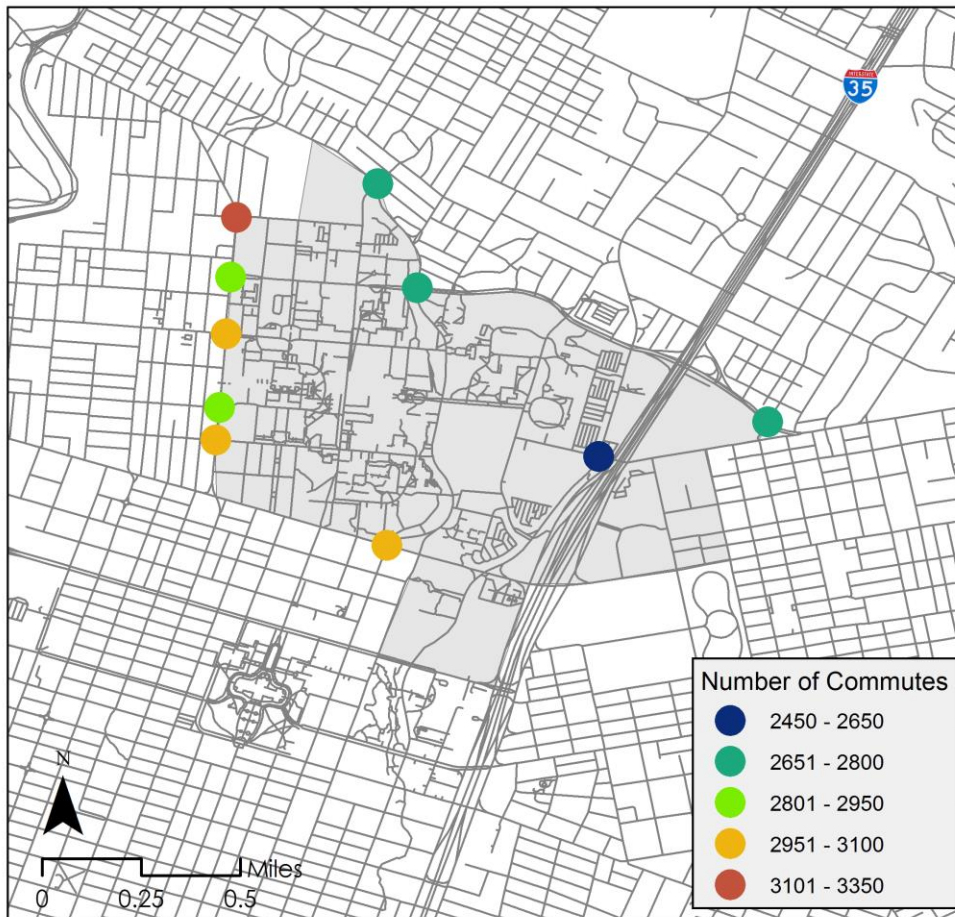 INTERSTATE
35
Number of Commutes
2450 - 2650
2651 - 2800
2801 - 2950
2951 - 3100
3101 - 3350
N
Miles
0 0.25 0.5